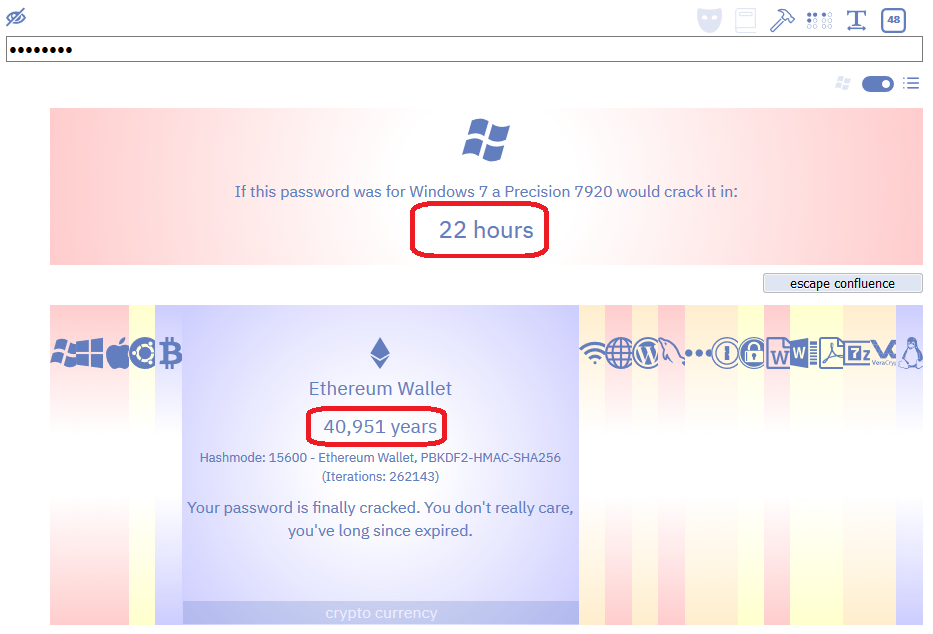 48
••••••••
If this password was for Windows 7 a Precision 7920 would crack it in:
22 hours
escape confluence
Ethereum Wallet
40,951 years
Hashmode: 15600 - Ethereum Wallet, PBKDF2-HMAC-SHA256
(Iterations: 262143)
Your password is finally cracked. You don't really care,
you've long since expired.
crypto currency
W
W
7z
VeraCrypt